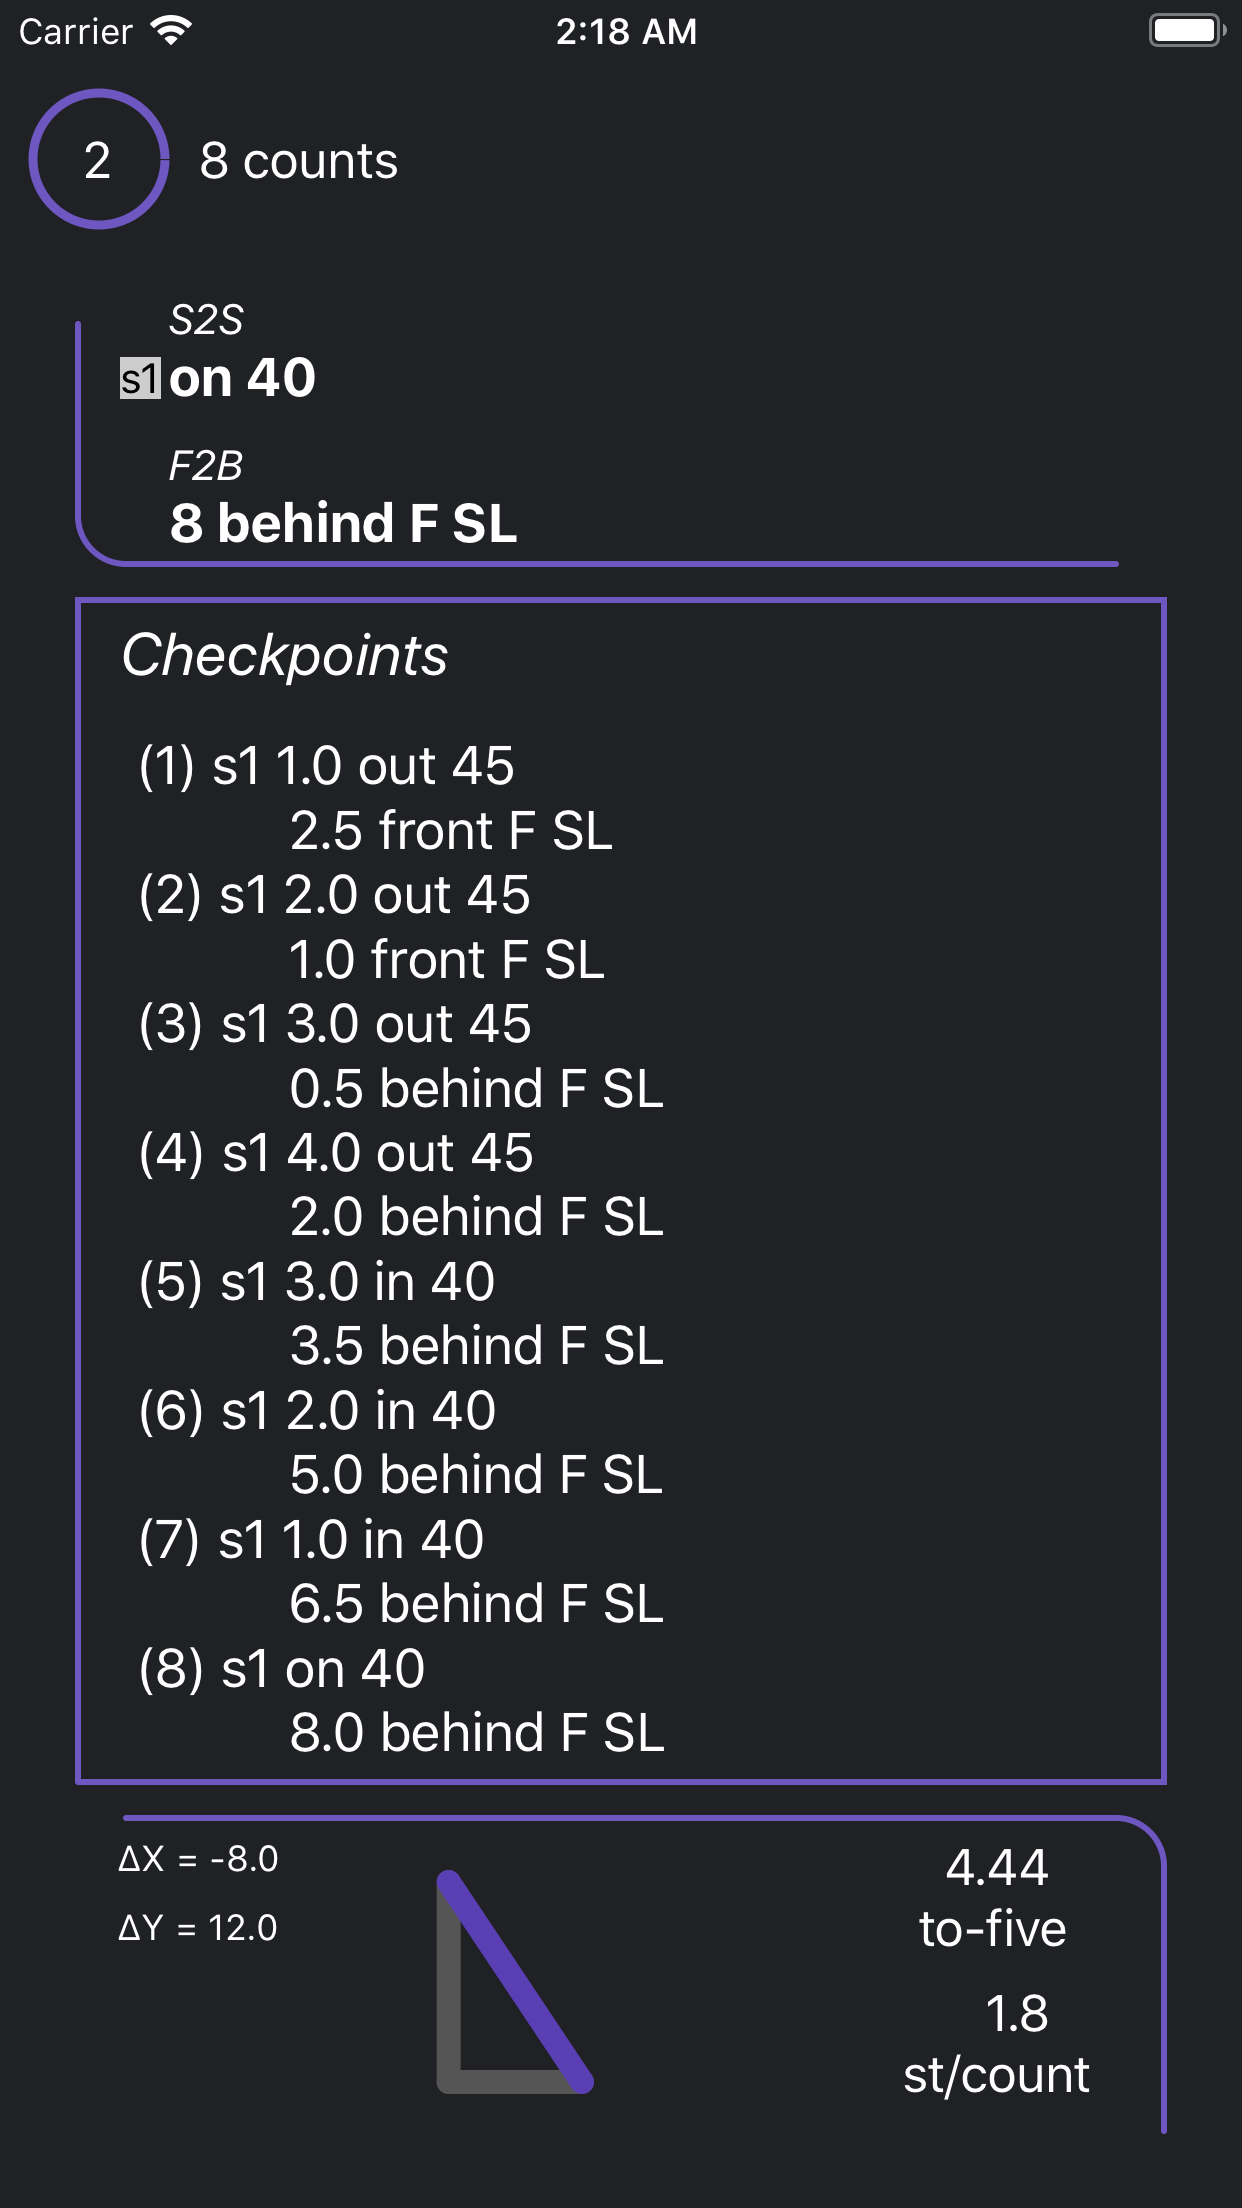 Carrier 2:18 AM
2 8 counts
S2S
s1 on 40
F2B
8 behind F SL
Checkpoints
(1) s1 1.0 out 45
2.5 front F SL
(2) s1 2.0 out 45
1.0 front F SL
(3) s1 3.0 out 45
0.5 behind F SL
(4) s1 4.0 out 45
2.0 behind F SL
(5) s1 3.0 in 40
3.5 behind F SL
(6) s1 2.0 in 40
5.0 behind F SL
(7) s1 1.0 in 40
6.5 behind F SL
(8) s1 on 40
8.0 behind F SL
ΔX = -8.0
ΔY = 12.0
4.44
to-five
1.8
st/count